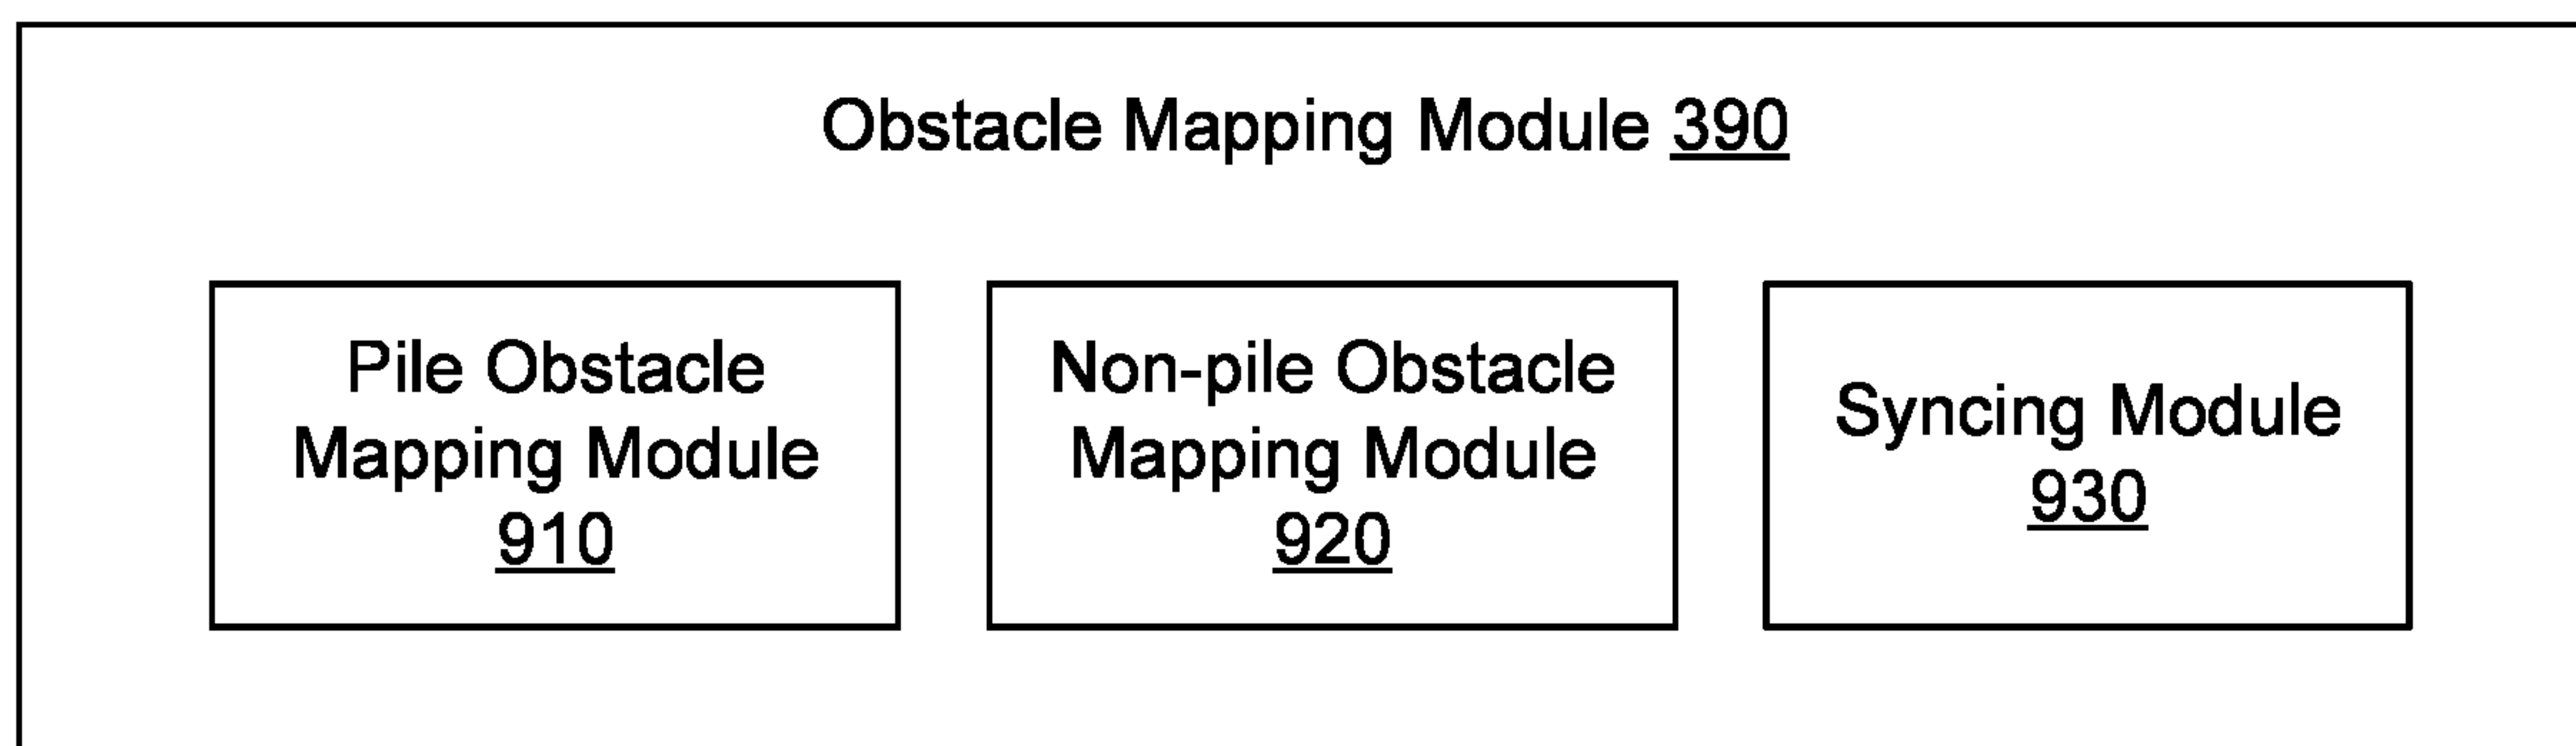 Obstacle Mapping Module 390
Pile Obstacle
Mapping Module
910
Non-pile Obstacle
Mapping Module
920
Syncing Module
930